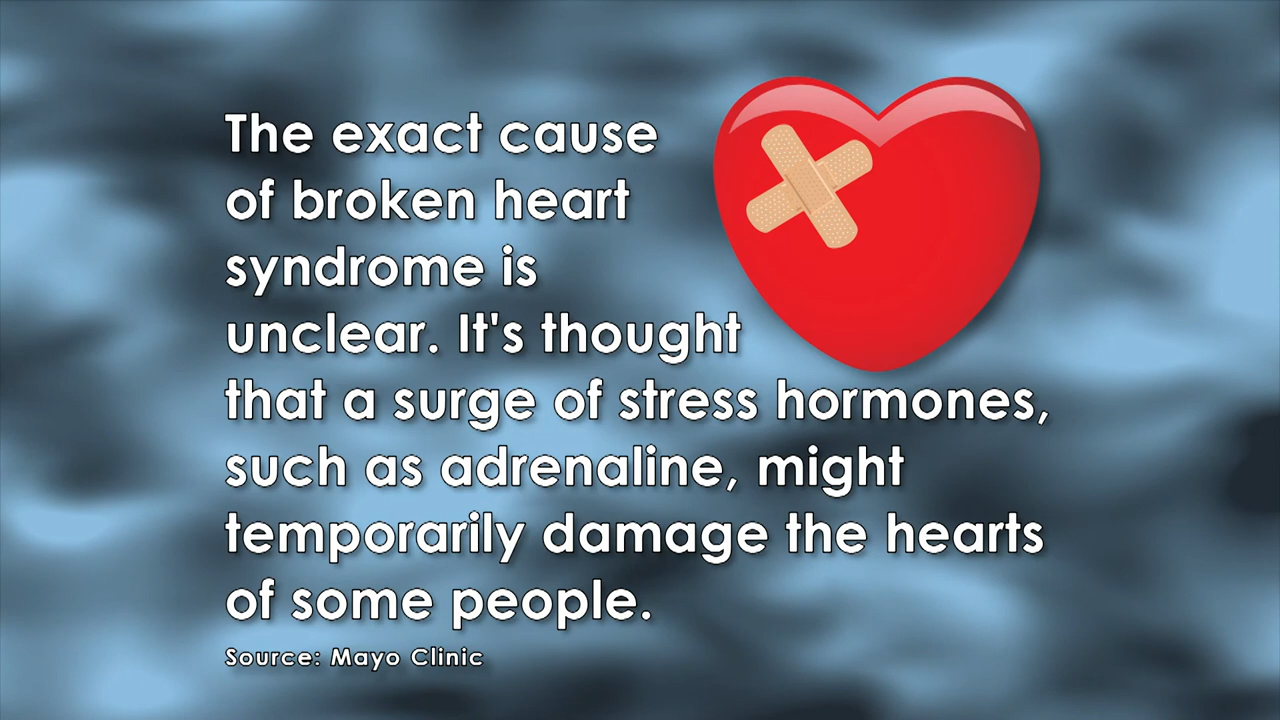 The exact cause
of broken heart
syndrome is
unclear. It's thought
that a surge of stress hormones,
such as adrenaline, might
temporarily damage the hearts
of some people.
Source: Mayo Clinic